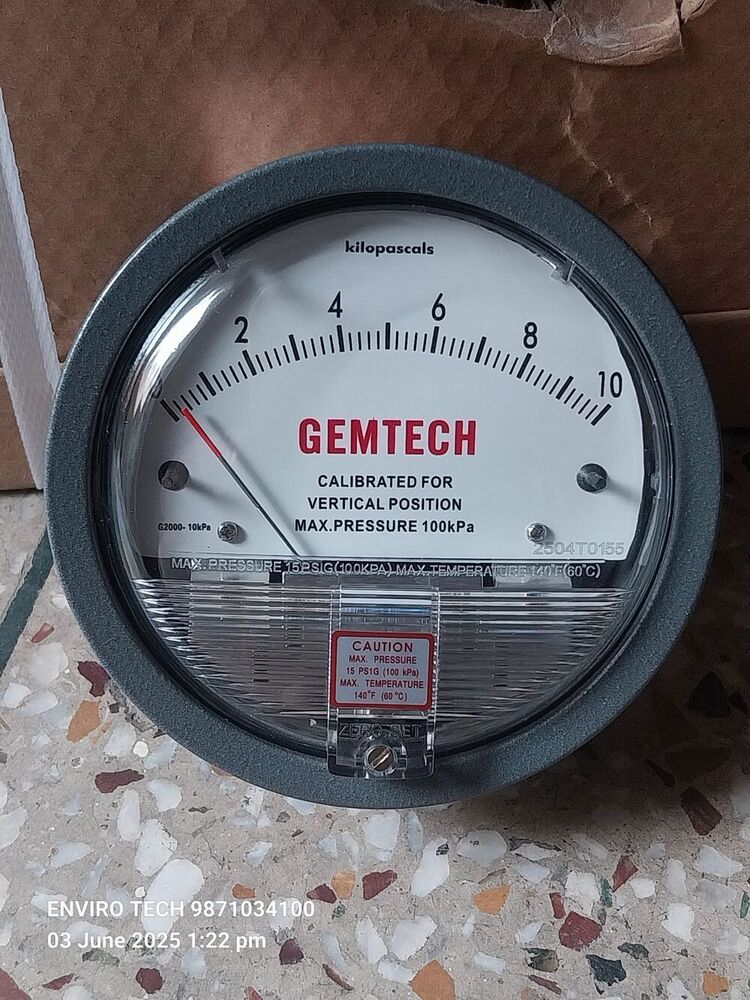 kilopascals
0 2 4 6 8 10
GEMTECH
CALIBRATED FOR
VERTICAL POSITION
MAX.PRESSURE 100kPa
G2000- 10kPa
2504T0155
MAX. PRESSURE 15 PSIG (100KPA) MAX. TEMPERATURE 140°F (60°C)
CAUTION
MAX. PRESSURE
15 PS1G (100 kPa)
MAX. TEMPERATURE
140°F (60 °C)
ZERO SET
ENVIRO TECH 9871034100
03 June 2025 1:22 pm